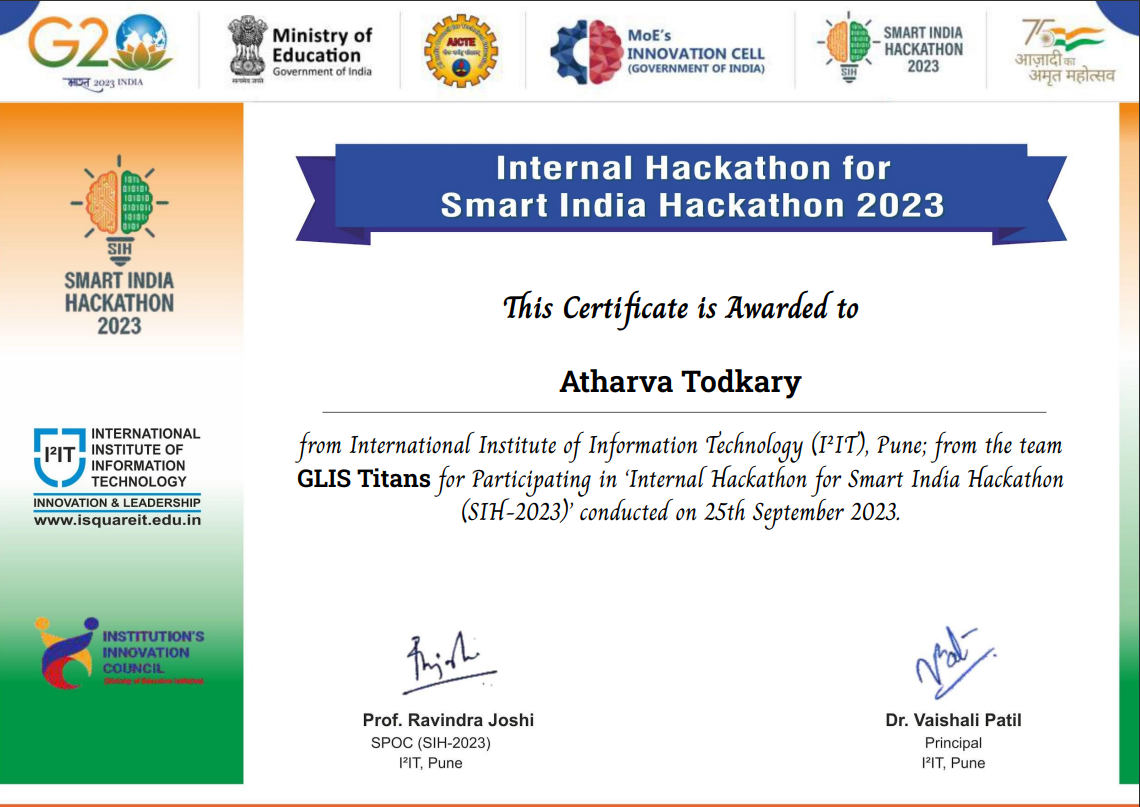 G20
भारत 2023 INDIA
Ministry of
Education
Government of India
सत्यमेव जयते
AICTE
MoE's
INNOVATION CELL
(GOVERNMENT OF INDIA)
SIH
SMART INDIA
HACKATHON
2023
75
आज़ादी का
अमृत महोत्सव
SIH
SMART INDIA
HACKATHON
2023
Internal Hackathon for
Smart India Hackathon 2023
This Certificate is Awarded to
Atharva Todkary
from International Institute of Information Technology (I²IT), Pune; from the team
GLIS Titans for Participating in ‘Internal Hackathon for Smart India Hackathon
(SIH-2023)’ conducted on 25th September 2023.
I²IT
INTERNATIONAL
INSTITUTE OF
INFORMATION
TECHNOLOGY
INNOVATION & LEADERSHIP
www.isquareit.edu.in
INSTITUTION'S
INNOVATION
COUNCIL
(Ministry of Education Initiative)
Prof. Ravindra Joshi
SPOC (SIH-2023)
I²IT, Pune
Dr. Vaishali Patil
Principal
I²IT, Pune